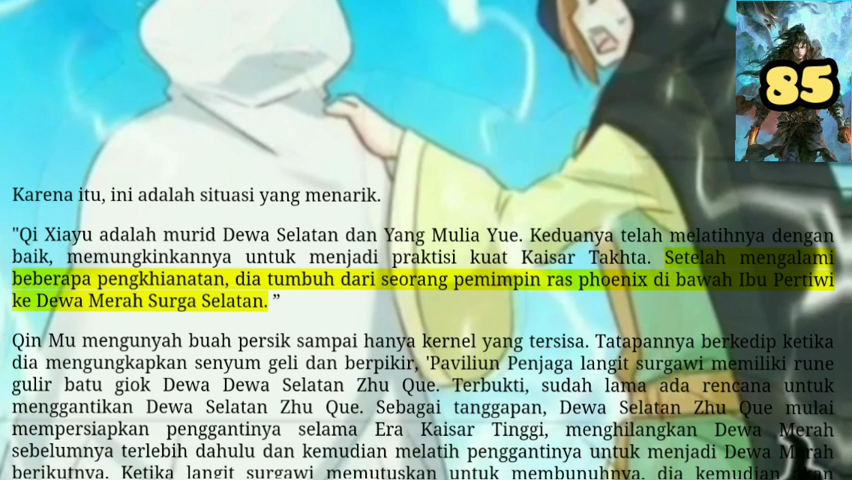 85
Karena itu, ini adalah situasi yang menarik.
"Qi Xiayu adalah murid Dewa Selatan dan Yang Mulia Yue. Keduanya telah melatihnya dengan
baik, memungkinkannya untuk menjadi praktisi kuat Kaisar Takhta. Setelah mengalami
beberapa pengkhianatan, dia tumbuh dari seorang pemimpin ras phoenix di bawah Ibu Pertiwi
ke Dewa Merah Surga Selatan. ”
Qin Mu mengunyah buah persik sampai hanya kernel yang tersisa. Tatapannya berkedip ketika
dia mengungkapkan senyum geli dan berpikir, 'Paviliun Penjaga langit surgawi memiliki rune
gulir batu giok Dewa Dewa Selatan Zhu Que. Terbukti, sudah lama ada rencana untuk
menggantikan Dewa Selatan Zhu Que. Sebagai tanggapan, Dewa Selatan Zhu Que mulai
mempersiapkan penggantinya selama Era Kaisar Tinggi, menghilangkan Dewa Merah
sebelumnya terlebih dahulu dan kemudian melatih penggantinya untuk menjadi Dewa Merah
berikutnya. Ketika langit surgawi memutuskan untuk membunuhnya, dia kemudian akan